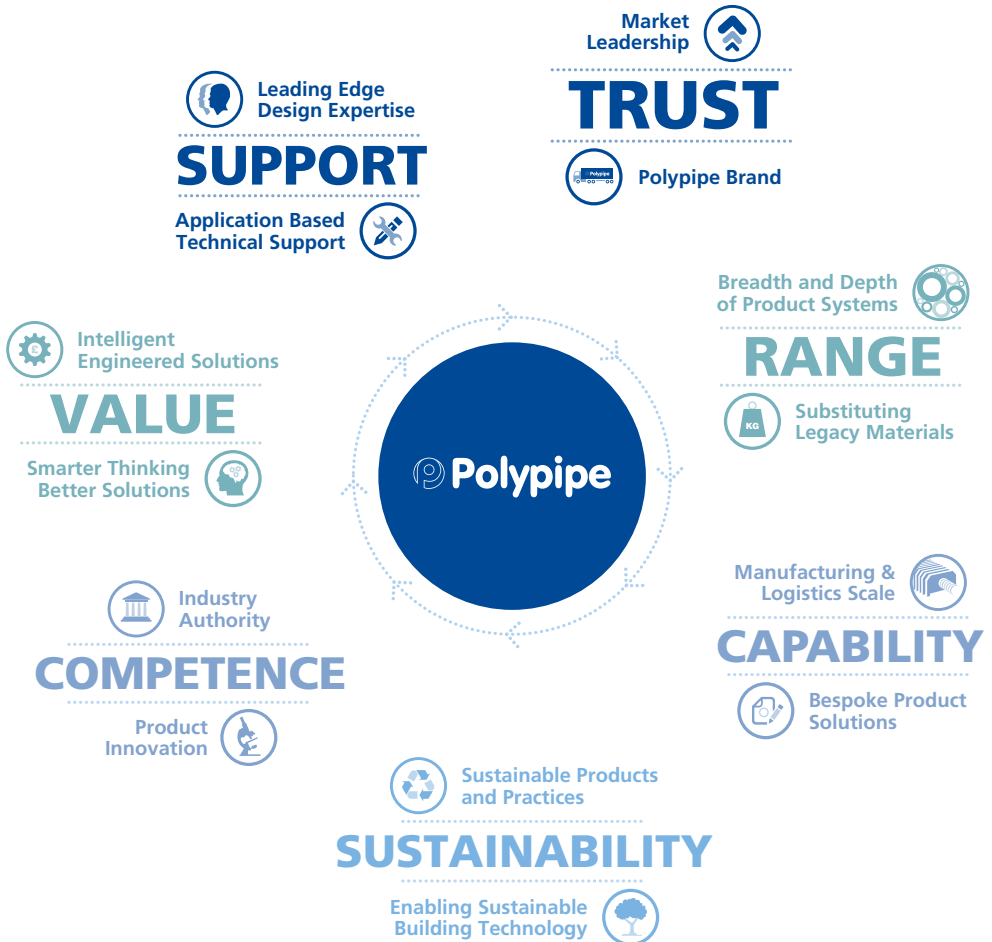 Market
Leadership
TRUST
Polypipe
Polypipe Brand
Breadth and Depth
of Product Systems
RANGE
KG
Substituting
Legacy Materials
Manufacturing &
Logistics Scale
CAPABILITY
Bespoke Product
Solutions
Sustainable Products
and Practices
SUSTAINABILITY
Enabling Sustainable
Building Technology
Industry
Authority
COMPETENCE
Product
Innovation
£
Intelligent
Engineered Solutions
VALUE
Smarter Thinking
Better Solutions
Leading Edge
Design Expertise
SUPPORT
Application Based
Technical Support
Polypipe